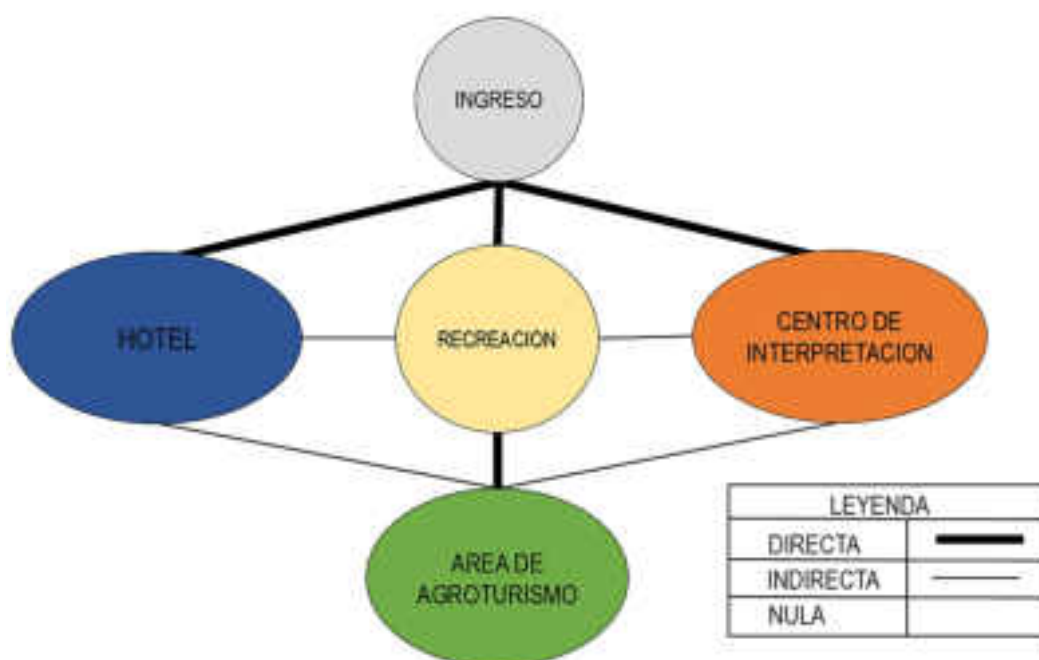 INGRESO
HOTEL
RECREACION
CENTRO DE
INTERPRETACION
AREA DE
AGROTURISMO
LEYENDA
DIRECTA
INDIRECTA
NULA